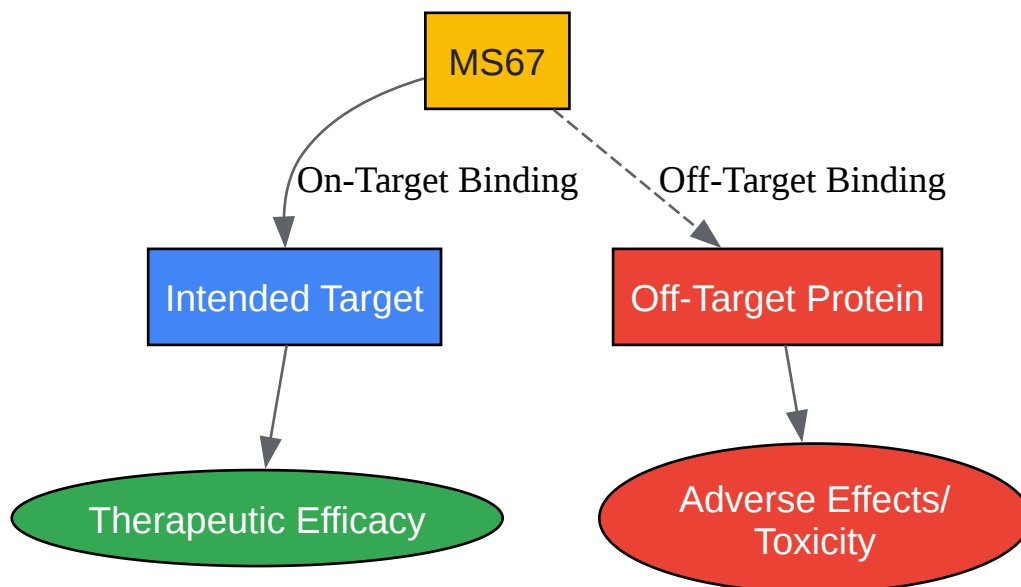 MS67
On-Target Binding
Off-Target Binding
Intended Target
Off-Target Protein
Therapeutic Efficacy
Adverse Effects/
Toxicity